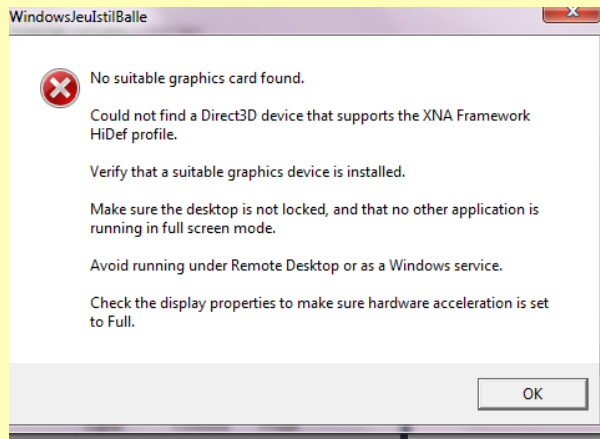 WindowsJeuIstilBalle
No suitable graphics card found.
Could not find a Direct3D device that supports the XNA Framework
HiDef profile.
Verify that a suitable graphics device is installed.
Make sure the desktop is not locked, and that no other application is
running in full screen mode.
Avoid running under Remote Desktop or as a Windows service.
Check the display properties to make sure hardware acceleration is set
to Full.
OK